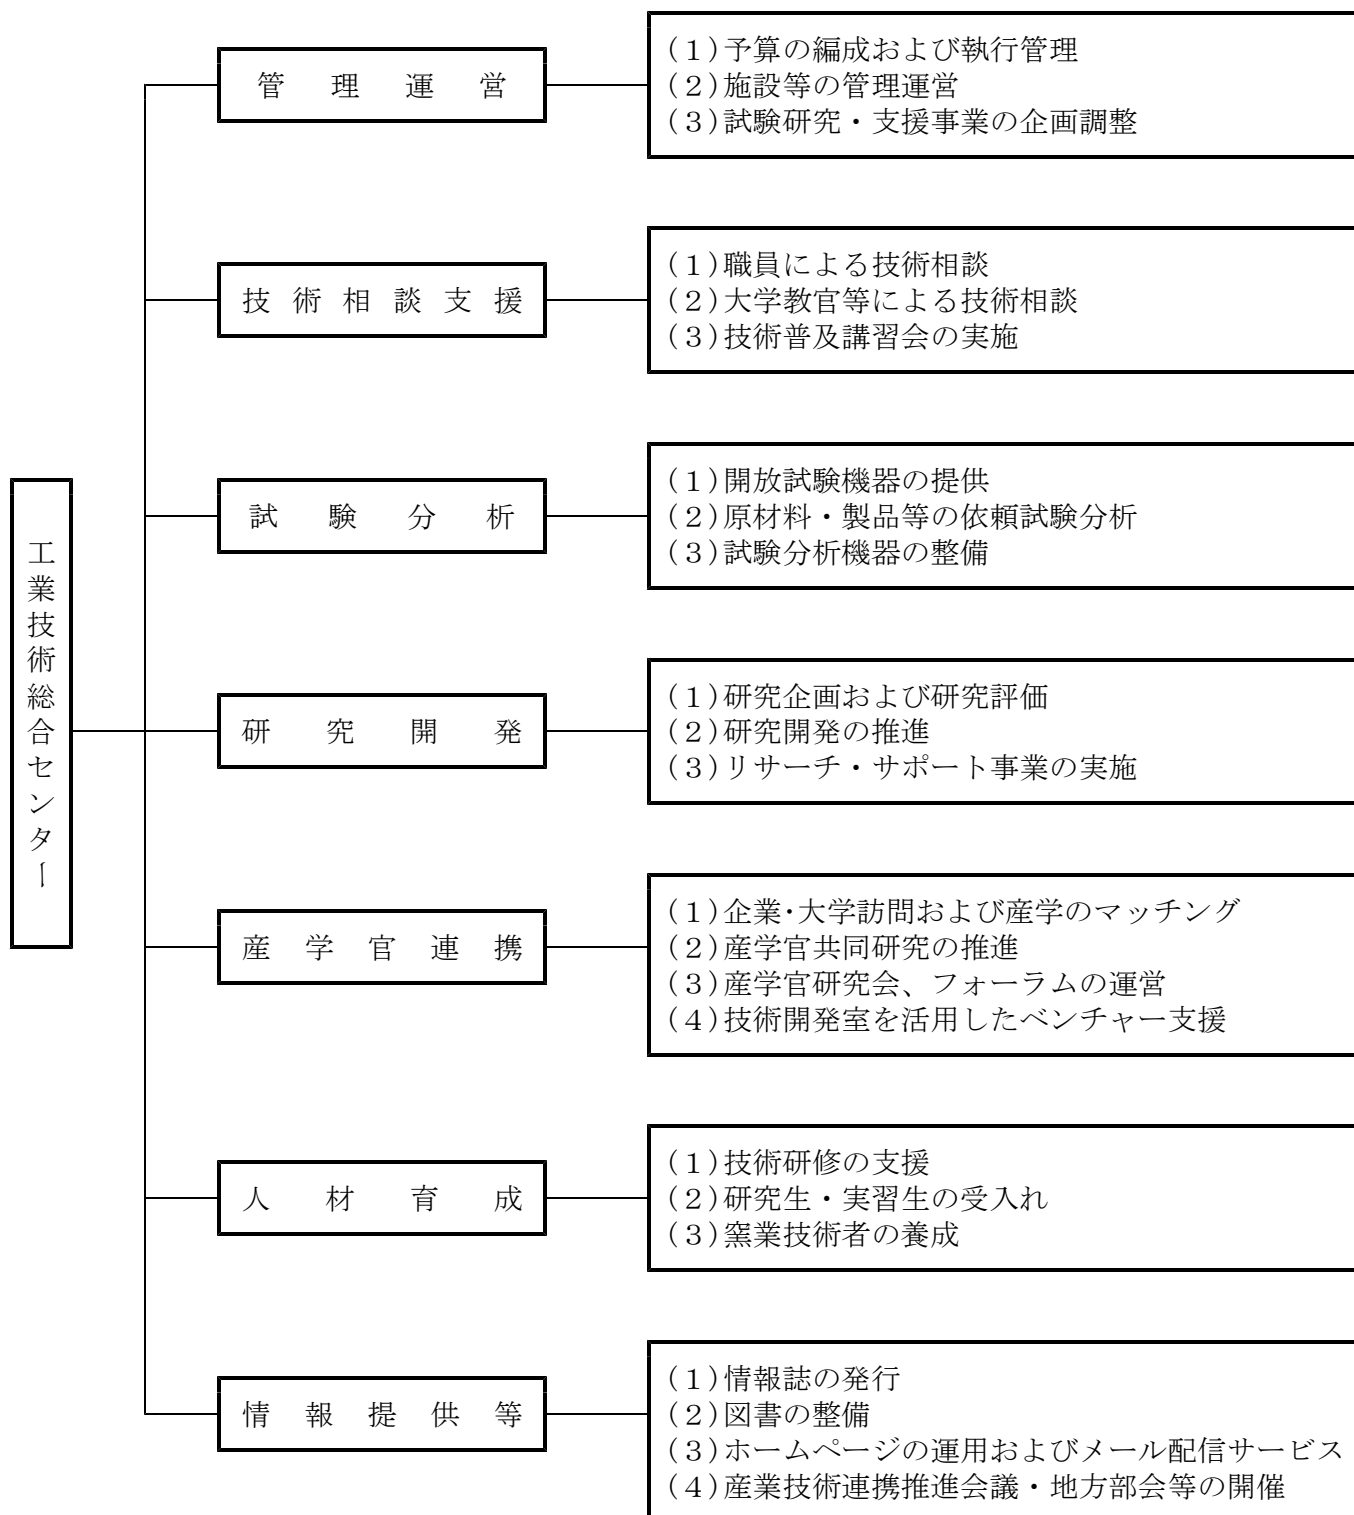 工業技術総合センター
管理運営
(1)予算の編成および執行管理
(2)施設等の管理運営
(3)試験研究・支援事業の企画調整
技術相談支援
(1)職員による技術相談
(2)大学教官等による技術相談
(3)技術普及講習会の実施
試験分析
(1)開放試験機器の提供
(2)原材料・製品等の依頼試験分析
(3)試験分析機器の整備
研究開発
(1)研究企画および研究評価
(2)研究開発の推進
(3)リサーチ・サポート事業の実施
産学官連携
(1)企業・大学訪問および産学のマッチング
(2)産学官共同研究の推進
(3)産学官研究会、フォーラムの運営
(4)技術開発室を活用したベンチャー支援
人材育成
(1)技術研修の支援
(2)研究生・実習生の受入れ
(3)窯業技術者の養成
情報提供等
(1)情報誌の発行
(2)図書の整備
(3)ホームページの運用およびメール配信サービス
(4)産業技術連携推進会議・地方部会等の開催